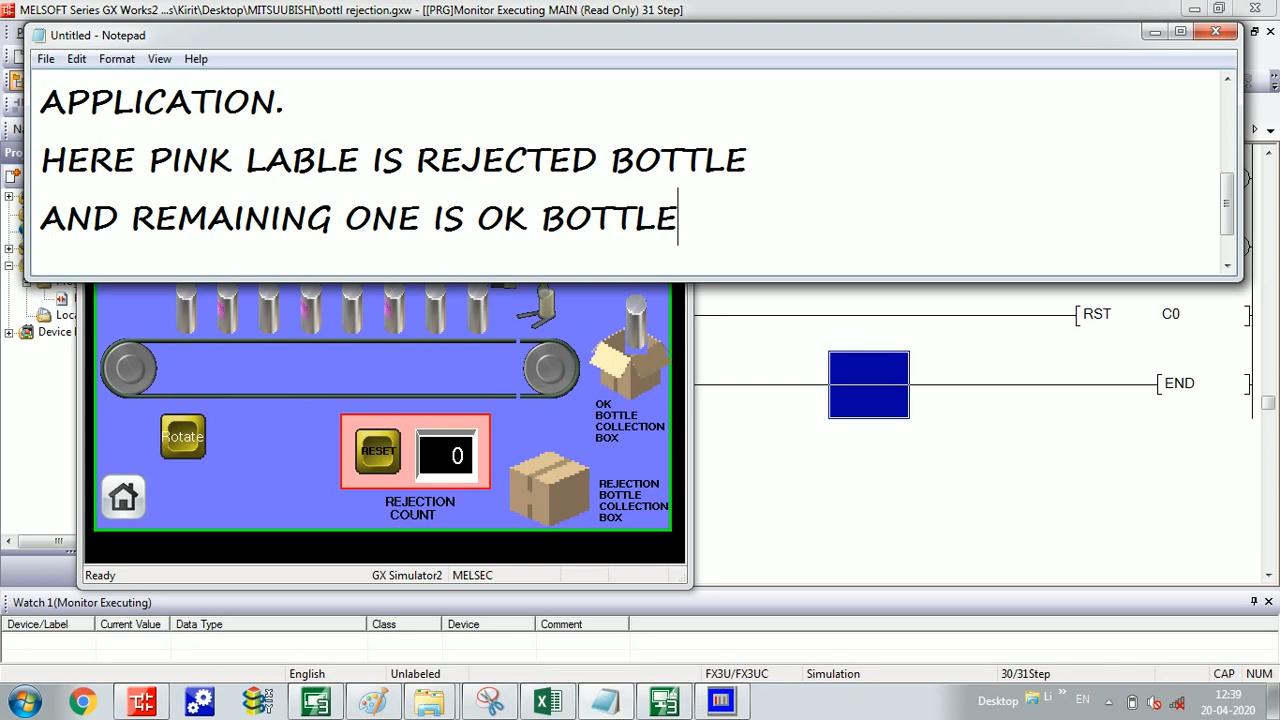 MELSOFT Series GX Works2 ...s\Kirit\Desktop\MITSJUBISHI\bottl rejection.gxw - [[PRG]Monitor Executing MAIN (Read Only) 31 Step]
Untitled - Notepad
File Edit Format View Help
APPLICATION.
HERE PINK LABLE IS REJECTED BOTTLE
AND REMAINING ONE IS OK BOTTLE
Device
RST C0
END
OK
BOTTLE
COLLECTION
BOX
Rotate
RESET
0
REJECTION
COUNT
REJECTION
BOTTLE
COLLECTION
BOX
Ready GX Simulator2 MELSEC
Watch 1(Monitor Executing)
Device/Label Current Value Data Type Class Device Comment
English Unlabeled FX3U/FX3UC Simulation 30/31Step CAP NUM
Desktop Li » EN 12:39
20-04-2020